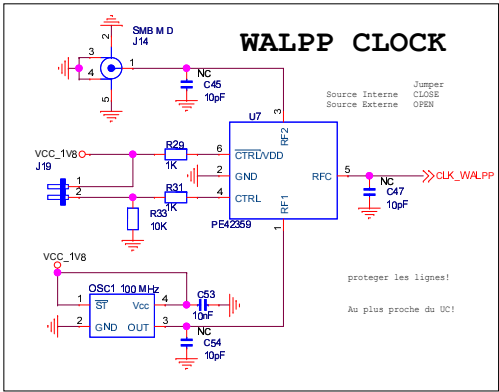 WALPP CLOCK
SMB M D
J14
2
3
4
5
1
NC
C45
10pF
Jumper
Source Interne CLOSE
Source Externe OPEN
U7
3
RF2
VCC_1V8
J19
1
2
R29
1K
R31
1K
R33
10K
6
2
4
CTRL/VDD
GND
CTRL
RFC
RF1
5
1
PE42359
NC
C47
10pF
CLK_WALPP
VCC_1V8
OSC1 100 MHz
1
2
ST
GND
Vcc
OUT
4
3
C53
10nF
NC
C54
10pF
proteger les lignes!
Au plus proche du UC!